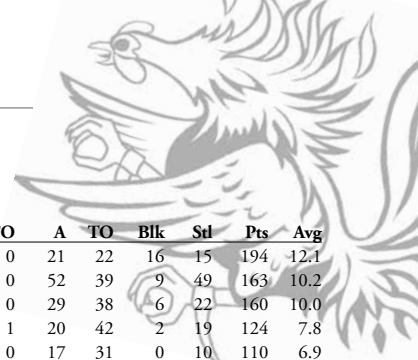 O A TO Blk Stl Pts Avg
0 21 22 16 15 194 12.1
0 52 39 9 49 163 10.2
0 29 38 6 22 160 10.0
1 20 42 2 19 124 7.8
0 17 31 0 10 110 6.9